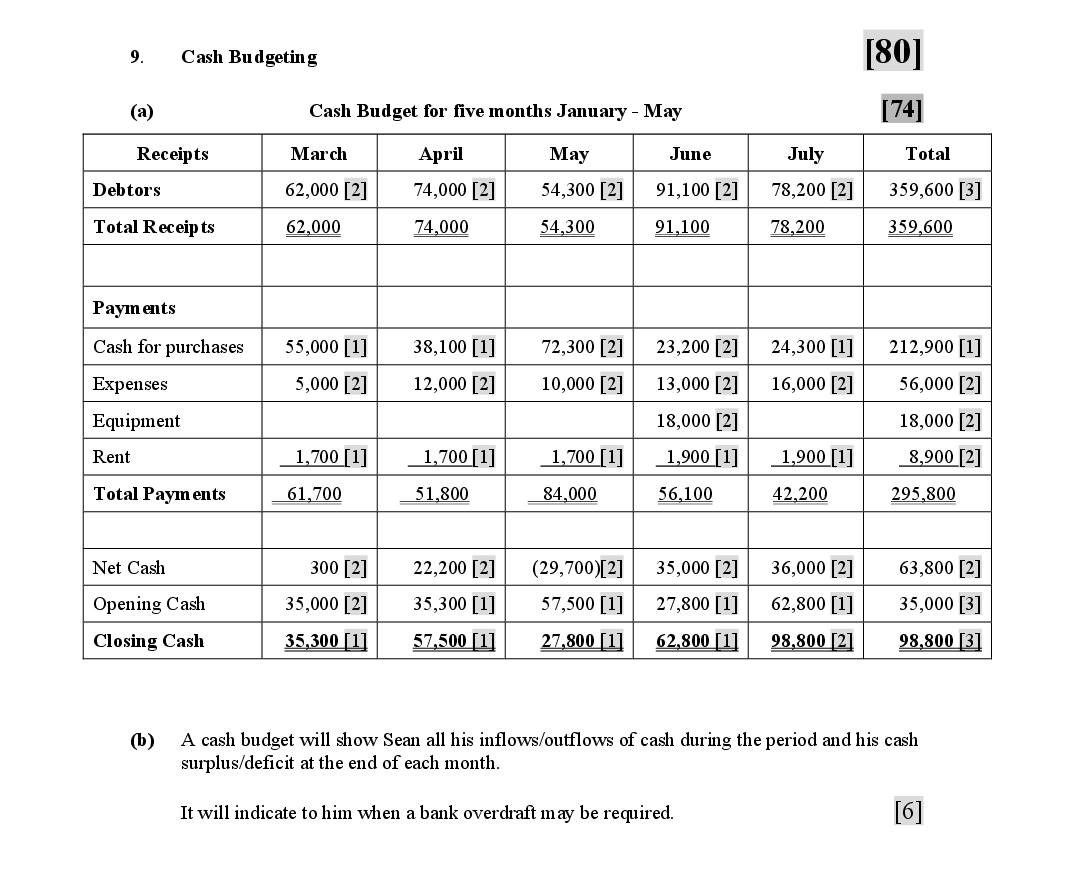 9. Cash Budgeting [80]
(a) Cash Budget for five months January - May [74]
Receipts March April May June July Total
Debtors 62,000 [2] 74,000 [2] 54,300 [2] 91,100 [2] 78,200 [2] 359,600 [3]
Total Receipts 62,000 74,000 54,300 91,100 78,200 359,600
Payments
Cash for purchases 55,000 [1] 38,100 [1] 72,300 [2] 23,200 [2] 24,300 [1] 212,900 [1]
Expenses 5,000 [2] 12,000 [2] 10,000 [2] 13,000 [2] 16,000 [2] 56,000 [2]
Equipment 18,000 [2] 18,000 [2]
Rent 1,700 [1] 1,700 [1] 1,700 [1] 1,900 [1] 1,900 [1] 8,900 [2]
Total Payments 61,700 51,800 84,000 56,100 42,200 295,800
Net Cash 300 [2] 22,200 [2] (29,700)[2] 35,000 [2] 36,000 [2] 63,800 [2]
Opening Cash 35,000 [2] 35,300 [1] 57,500 [1] 27,800 [1] 62,800 [1] 35,000 [3]
Closing Cash 35,300 [1] 57,500 [1] 27,800 [1] 62,800 [1] 98,800 [2] 98,800 [3]
(b) A cash budget will show Sean all his inflows/outflows of cash during the period and his cash
surplus/deficit at the end of each month.
It will indicate to him when a bank overdraft may be required. [6]